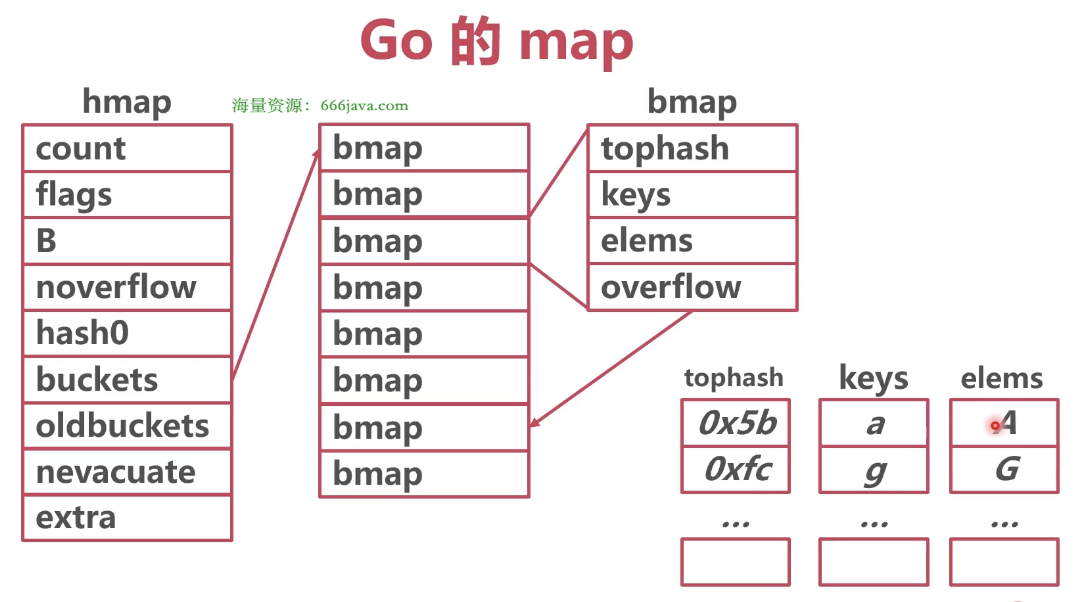 Go 的 map
hmap
海量资源：666java.com
bmap
count
flags
B
noverflow
hash0
buckets
oldbuckets
nevacuate
extra
bmap
bmap
bmap
bmap
bmap
bmap
bmap
bmap
tophash
keys
elems
overflow
tophash keys elems
0x5b a A
0xfc g G
... ... ...